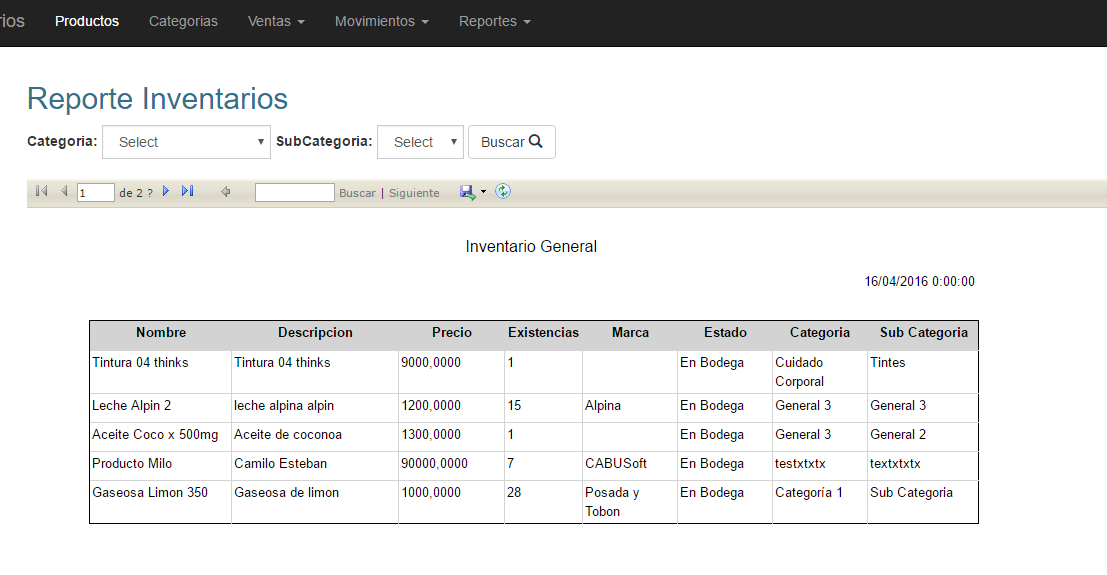 rios Productos Categorias Ventas Movimientos Reportes
Reporte Inventarios
Categoria: Select SubCategoria: Select Buscar
1 de 2 ? Buscar | Siguiente
Inventario General
16/04/2016 0:00:00
Nombre Descripcion Precio Existencias Marca Estado Categoria Sub Categoria
Tintura 04 thinks Tintura 04 thinks 9000,0000 1 En Bodega Cuidado Tintes
Corporal
Leche Alpin 2 leche alpina alpin 1200,0000 15 Alpina En Bodega General 3 General 3
Aceite Coco x 500mg Aceite de coconoa 1300,0000 1 En Bodega General 3 General 2
Producto Milo Camilo Esteban 90000,0000 7 CABUSoft En Bodega testxtxtx textxtxtx
Gaseosa Limon 350 Gaseosa de limon 1000,0000 28 Posada y En Bodega Categoría 1 Sub Categoria
Tobon